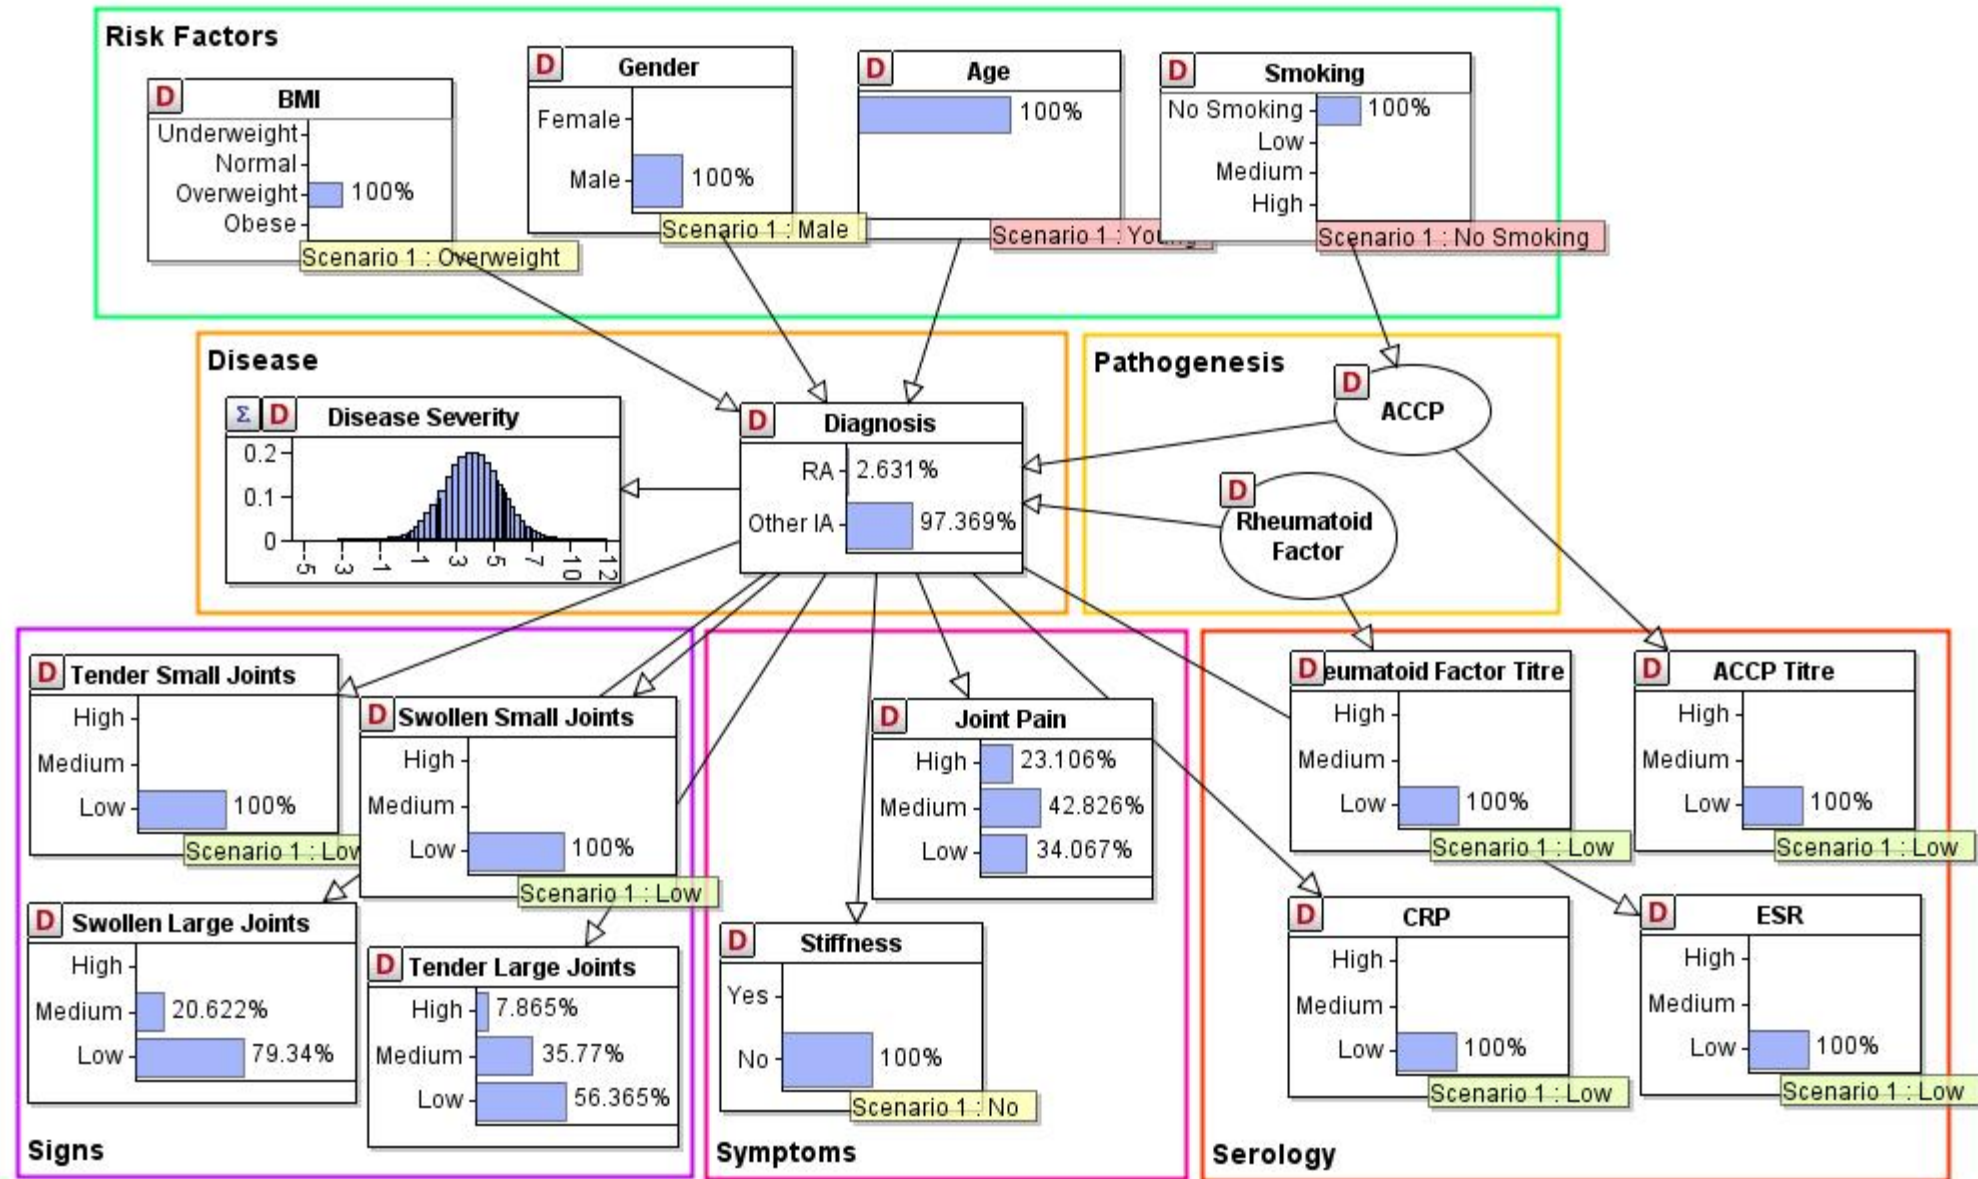 Risk Factors
D BMI
Underweight
Normal
Overweight 100%
Obese
Scenario 1 : Overweight
D Gender
Female
Male 100%
Scenario 1 : Male
D Age
100%
Scenario 1 :
D Smoking
No Smoking 100%
Low
Medium
High
Scenario 1 : No Smoking
Disease
Σ D Disease Severity
0.2
0.1
0
-5 -3 -1 1 3 5 7 10 12
D Diagnosis
RA 2.631%
Other IA 97.369%
Pathogenesis
D ACCP
D Rheumatoid
Factor
D Tender Small Joints
High
Medium
Low 100%
Scenario 1 : Low
D Swollen Small Joints
High
Medium
Low 100%
Scenario 1 : Low
D Swollen Large Joints
High
Medium 20.622%
Low 79.34%
D Tender Large Joints
High 7.865%
Medium 35.77%
Low 56.365%
Signs
D Joint Pain
High 23.106%
Medium 42.826%
Low 34.067%
D Stiffness
Yes
No 100%
Scenario 1 : No
Symptoms
D eumatoid Factor Titre
High
Medium
Low 100%
Scenario 1 : Low
D ACCP Titre
High
Medium
Low 100%
Scenario 1 : Low
D CRP
High
Medium
Low 100%
Scenario 1 : Low
D ESR
High
Medium
Low 100%
Scenario 1 : Low
Serology